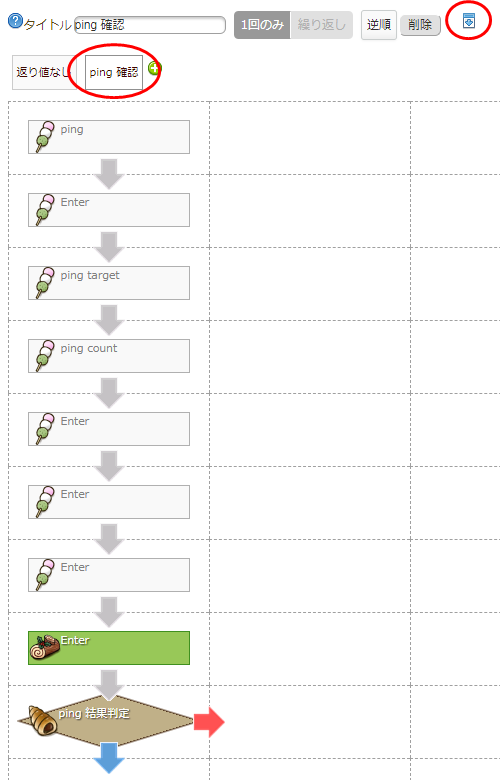 タイトル ping 確認 1回のみ 繰り返し 逆順 削除
返り値なし ping 確認
ping
Enter
ping target
ping count
Enter
Enter
Enter
Enter
ping 結果判定